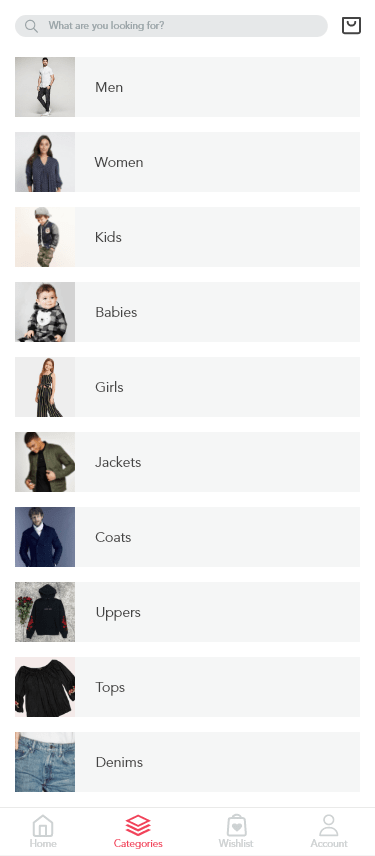 What are you looking for?
Men
Women
Kids
Babies
Girls
Jackets
Coats
Uppers
Tops
Denims
Home
Categories
Wishlist
Account